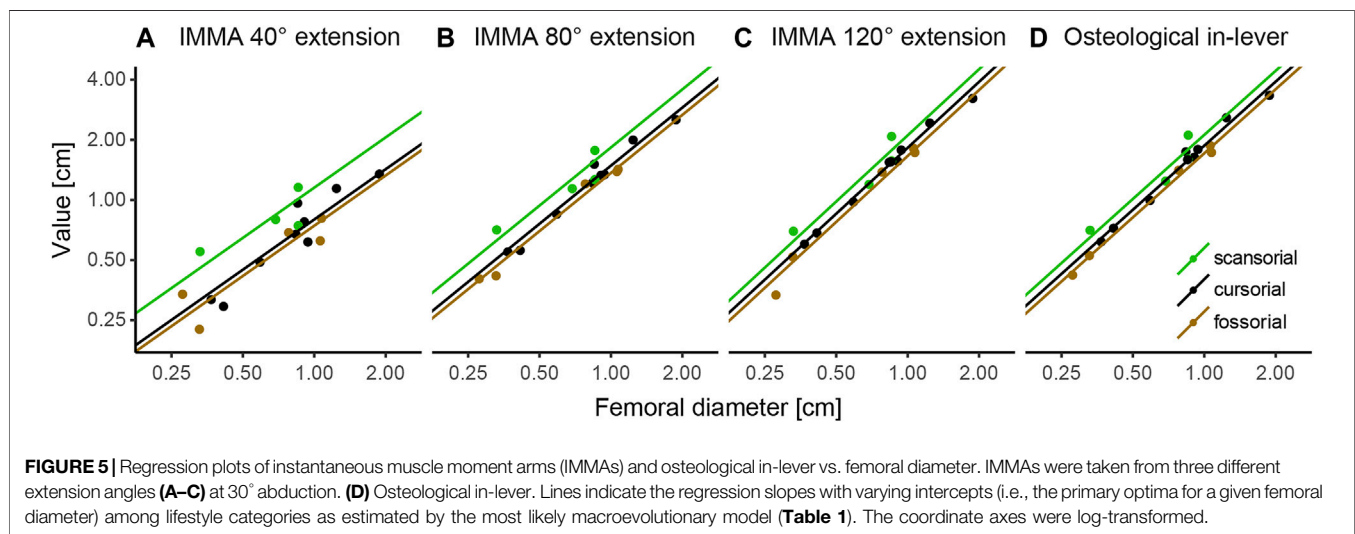 A IMMA 40° extension
B IMMA 80° extension
C IMMA 120° extension
D Osteological in-lever
Value [cm]
4.00
2.00
1.00
0.50
0.25
scansorial
cursorial
fossorial
0.25 0.50 1.00 2.00
0.25 0.50 1.00 2.00
0.25 0.50 1.00 2.00
0.25 0.50 1.00 2.00
Femoral diameter [cm]
FIGURE 5 | Regression plots of instantaneous muscle moment arms (IMMAs) and osteological in-lever vs. femoral diameter. IMMAs were taken from three different
extension angles (A–C) at 30° abduction. (D) Osteological in-lever. Lines indicate the regression slopes with varying intercepts (i.e., the primary optima for a given femoral
diameter) among lifestyle categories as estimated by the most likely macroevolutionary model (Table 1). The coordinate axes were log-transformed.